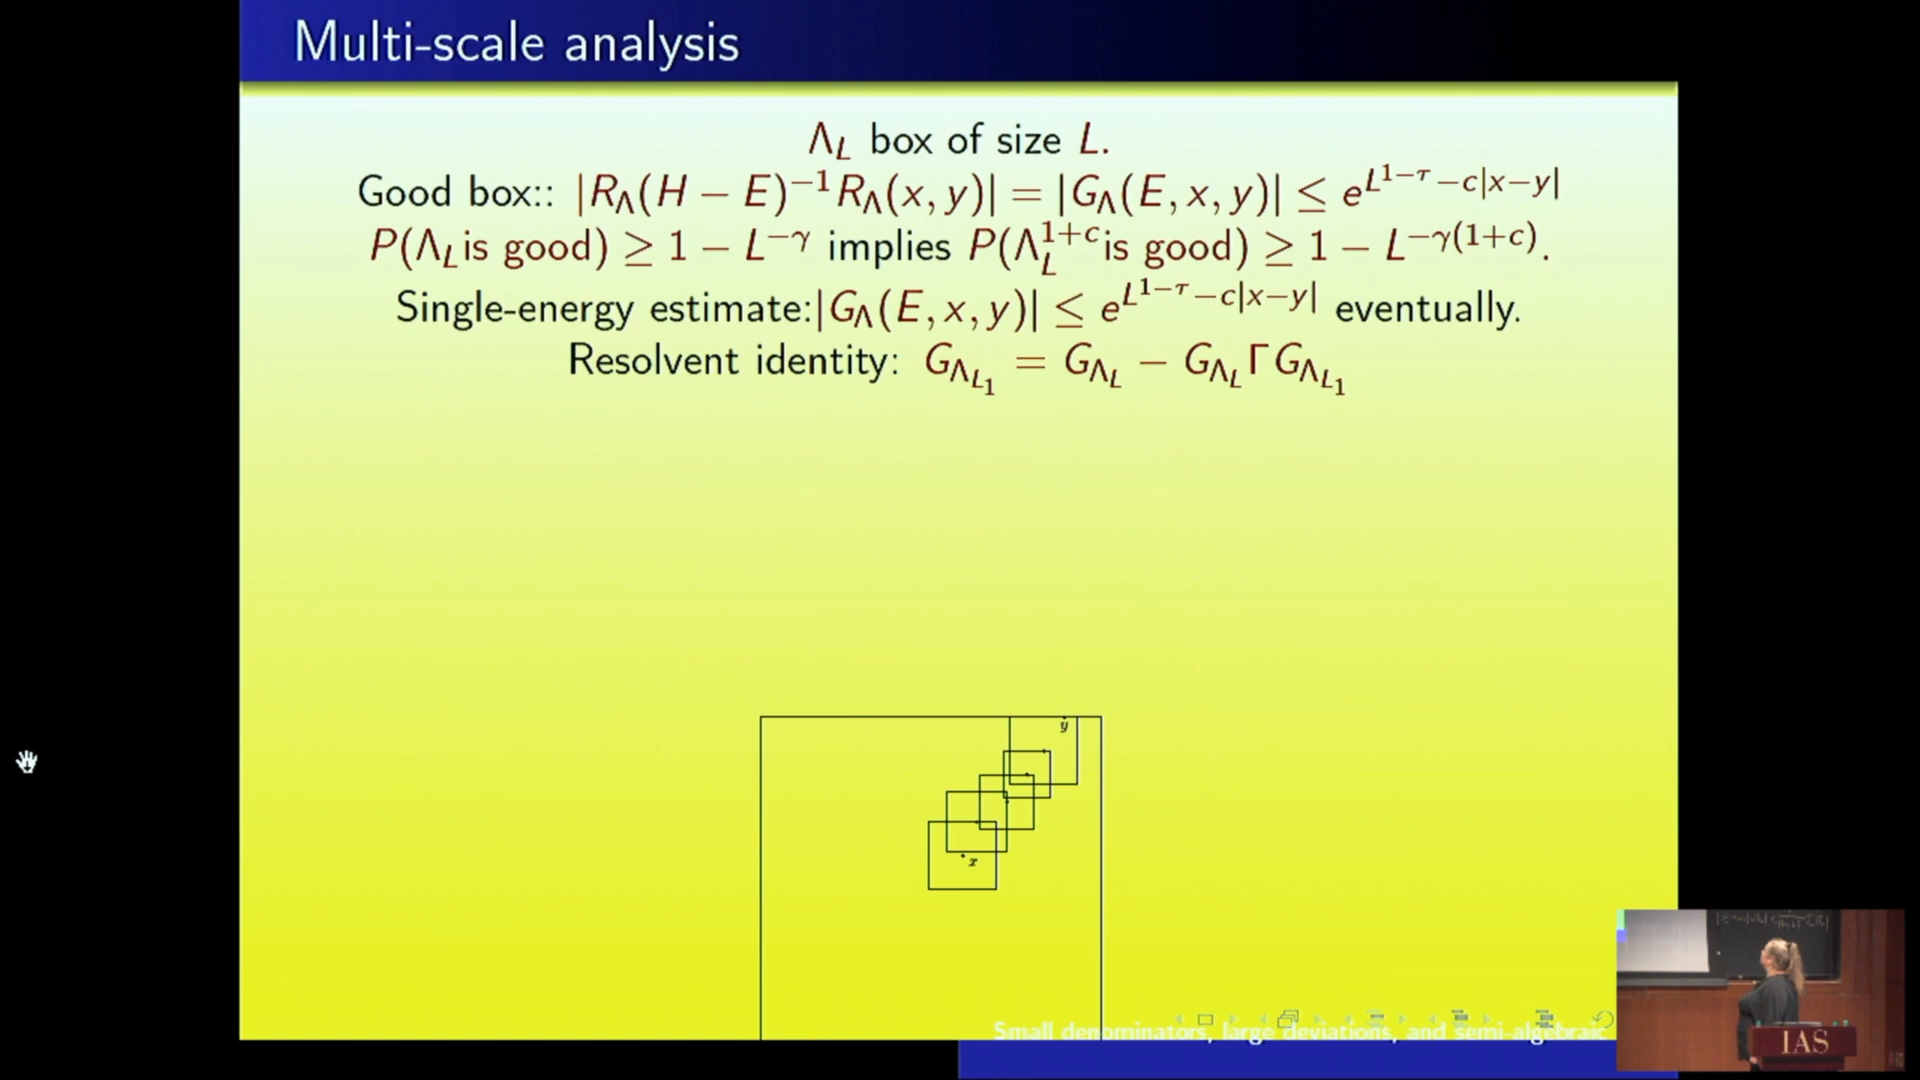 Multi-scale analysis
Λ_L box of size L.
Good box:: |R_Λ(H − E)^{−1}R_Λ(x, y)| = |G_Λ(E, x, y)| ≤ e^{L^{1−τ}−c|x−y|}
P(Λ_L is good) ≥ 1 − L^{−γ} implies P(Λ_L^{1+c} is good) ≥ 1 − L^{−γ(1+c)}.
Single-energy estimate:|G_Λ(E, x, y)| ≤ e^{L^{1−τ}−c|x−y|} eventually.
Resolvent identity: G_{Λ_{L_1}} = G_{Λ_L} − G_{Λ_L}ΓG_{Λ_{L_1}}
y
x
Small denominators, large deviations, and semi-algebraic
IAS